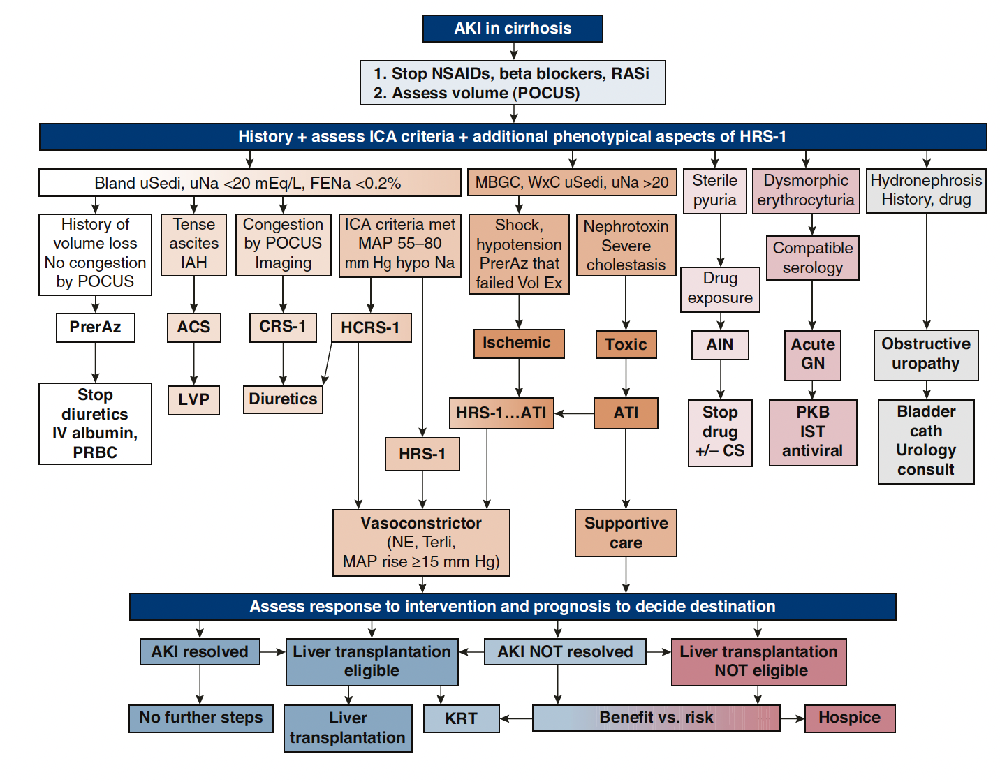 AKI in cirrhosis
1. Stop NSAIDs, beta blockers, RASi
2. Assess volume (POCUS)
History + assess ICA criteria + additional phenotypical aspects of HRS-1
Bland uSedi, uNa <20 mEq/L, FENa <0.2%
MBGC, WxC uSedi, uNa >20
Sterile
pyuria
Dysmorphic
erythrocyturia
Hydronephrosis
History, drug
History of
volume loss
No congestion
by POCUS
Tense
ascites
IAH
Congestion
by POCUS
Imaging
ICA criteria met
MAP 55–80
mm Hg hypo Na
Shock,
hypotension
PrerAz that
failed Vol Ex
Nephrotoxin
Severe
cholestasis
Drug
exposure
Compatible
serology
PrerAz
ACS
CRS-1
HCRS-1
Ischemic
Toxic
AIN
Acute
GN
Obstructive
uropathy
Stop
diuretics
IV albumin,
PRBC
LVP
Diuretics
HRS-1...ATI
ATI
Stop
drug
+/– CS
PKB
IST
antiviral
Bladder
cath
Urology
consult
HRS-1
Vasoconstrictor
(NE, Terli,
MAP rise ≥15 mm Hg)
Supportive
care
Assess response to intervention and prognosis to decide destination
AKI resolved
Liver transplantation
eligible
AKI NOT resolved
Liver transplantation
NOT eligible
No further steps
Liver
transplantation
KRT
Benefit vs. risk
Hospice